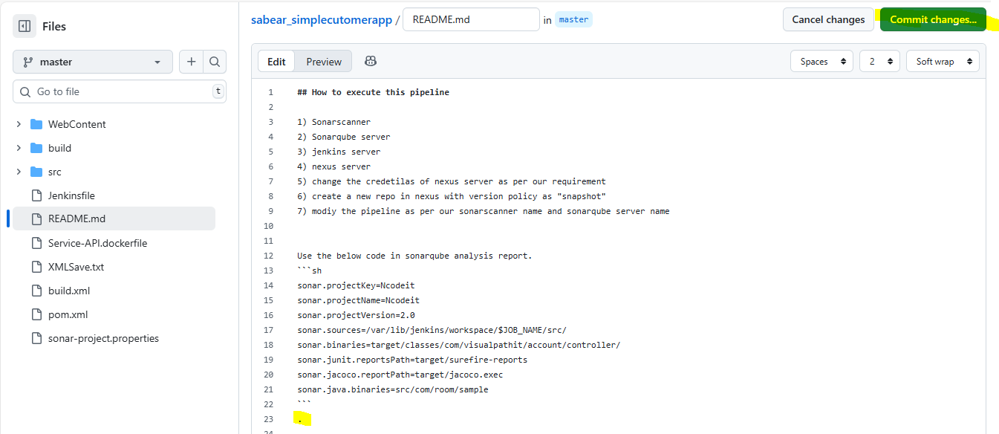 Files
sabear_simplecutomerapp / README.md in master
Cancel changes
Commit changes...
master
Go to file
t
WebContent
build
src
Jenkinsfile
README.md
Service-API.dockerfile
XMLSave.txt
build.xml
pom.xml
sonar-project.properties
Edit
Preview
Spaces
2
Soft wrap
1 ## How to execute this pipeline
2
3 1) Sonarscanner
4 2) Sonarqube server
5 3) jenkins server
6 4) nexus server
7 5) change the credetilas of nexus server as per our requirement
8 6) create a new repo in nexus with version policy as "snapshot"
9 7) modiy the pipeline as per our sonarscanner name and sonarqube server name
10
11
12 Use the below code in sonarqube analysis report.
13 ```sh
14 sonar.projectKey=Ncodeit
15 sonar.projectName=Ncodeit
16 sonar.projectVersion=2.0
17 sonar.sources=/var/lib/jenkins/workspace/$JOB_NAME/src/
18 sonar.binaries=target/classes/com/visualpathit/account/controller/
19 sonar.junit.reportsPath=target/surefire-reports
20 sonar.jacoco.reportPath=target/jacoco.exec
21 sonar.java.binaries=src/com/room/sample
22 ```
23 .
24